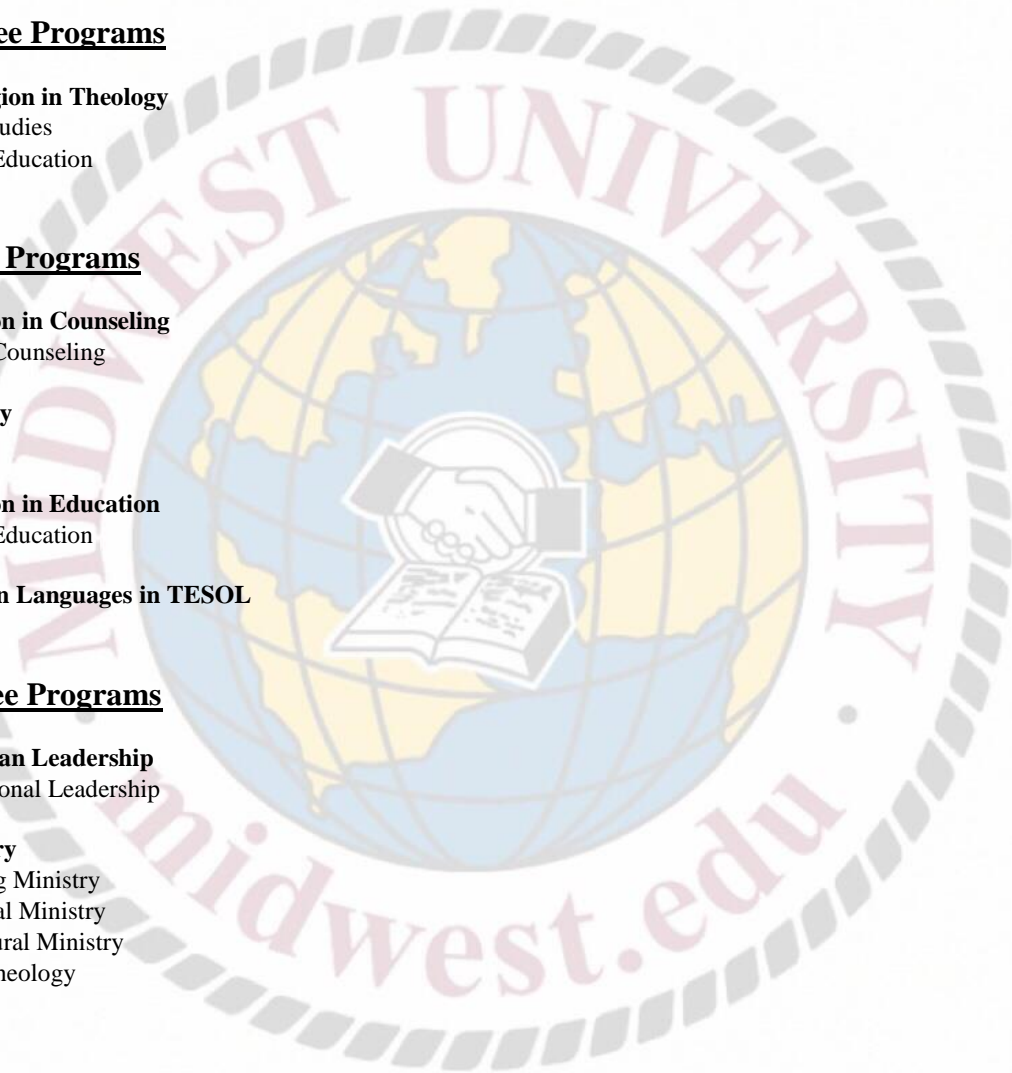 ee Programs
gion in Theology
udies
Education
Programs
on in Counseling
Counseling
y
on in Education
Education
n Languages in TESOL
ee Programs
an Leadership
onal Leadership
ry
g Ministry
al Ministry
ural Ministry
heology
MIDWEST UNIVERSITY
midwest.edu